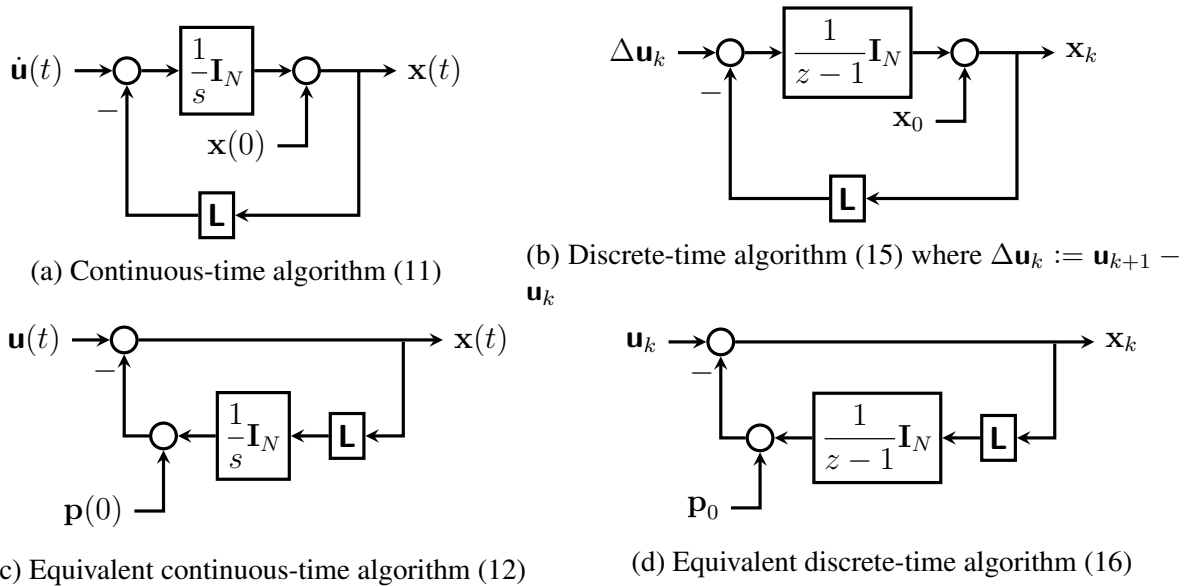 u̇(t)
−
1/s I_N
x(0)
x(t)
L
(a) Continuous-time algorithm (11)
Δu_k
−
1/(z − 1) I_N
x_0
x_k
L
(b) Discrete-time algorithm (15) where Δu_k := u_{k+1} −
u_k
u(t)
−
x(t)
1/s I_N
L
p(0)
c) Equivalent continuous-time algorithm (12)
u_k
−
x_k
1/(z − 1) I_N
L
p_0
(d) Equivalent discrete-time algorithm (16)